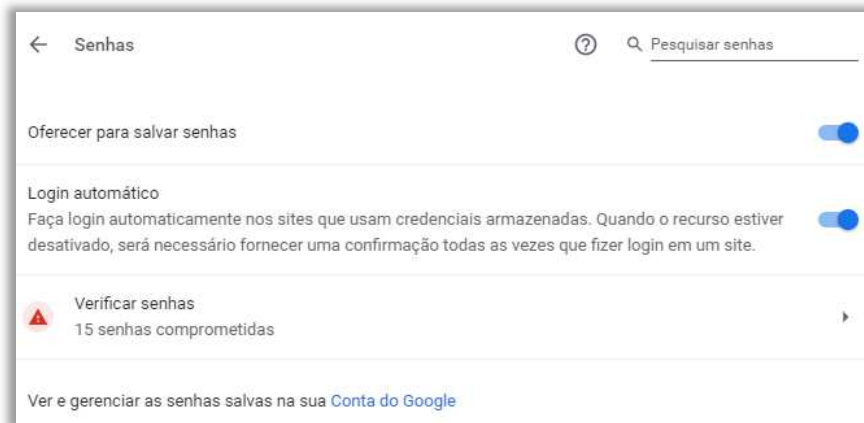 Senhas
Pesquisar senhas
Oferecer para salvar senhas
Login automático
Faça login automaticamente nos sites que usam credenciais armazenadas. Quando o recurso estiver
desativado, será necessário fornecer uma confirmação todas as vezes que fizer login em um site.
Verificar senhas
15 senhas comprometidas
Ver e gerenciar as senhas salvas na sua Conta do Google